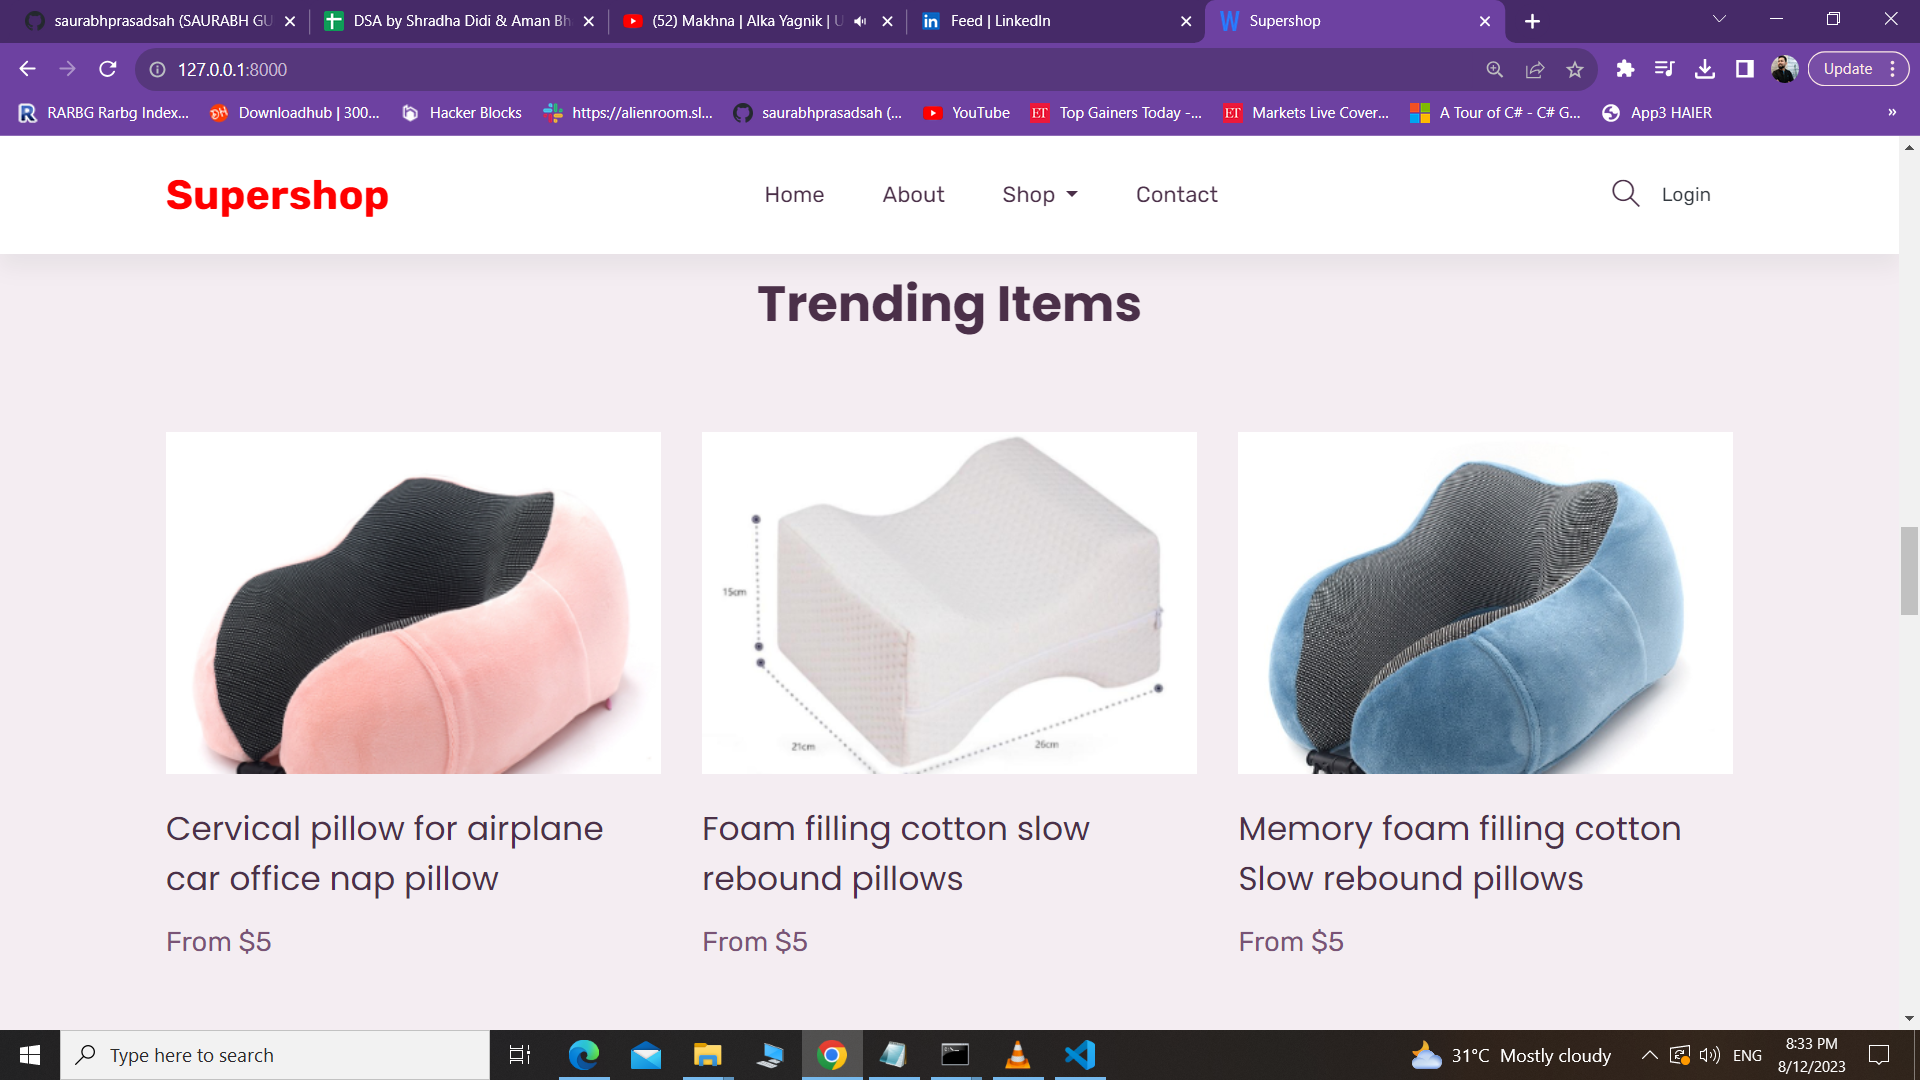 saurabhprasadsah (SAURABH GU
DSA by Shradha Didi & Aman Bh
(52) Makhna | Alka Yagnik | U
Feed | LinkedIn
Supershop
127.0.0.1:8000
Update
RARBG Rarbg Index...
Downloadhub | 300...
Hacker Blocks
https://alienroom.sl...
saurabhprasadsah (...
YouTube
ET Top Gainers Today -...
ET Markets Live Cover...
A Tour of C# - C# G...
App3 HAIER
»
Supershop
Home
About
Shop
Contact
Login
Trending Items
15cm
21cm
26cm
Cervical pillow for airplane
car office nap pillow
From $5
Foam filling cotton slow
rebound pillows
From $5
Memory foam filling cotton
Slow rebound pillows
From $5
Type here to search
31°C Mostly cloudy
ENG
8:33 PM
8/12/2023